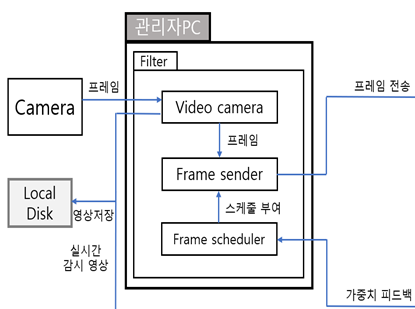 관리자PC
Filter
프레임
프레임 전송
Camera
Video camera
프레임
Frame sender
Local
Disk
영상저장
스케줄 부여
Frame scheduler
실시간
감시 영상
가중치 피드백